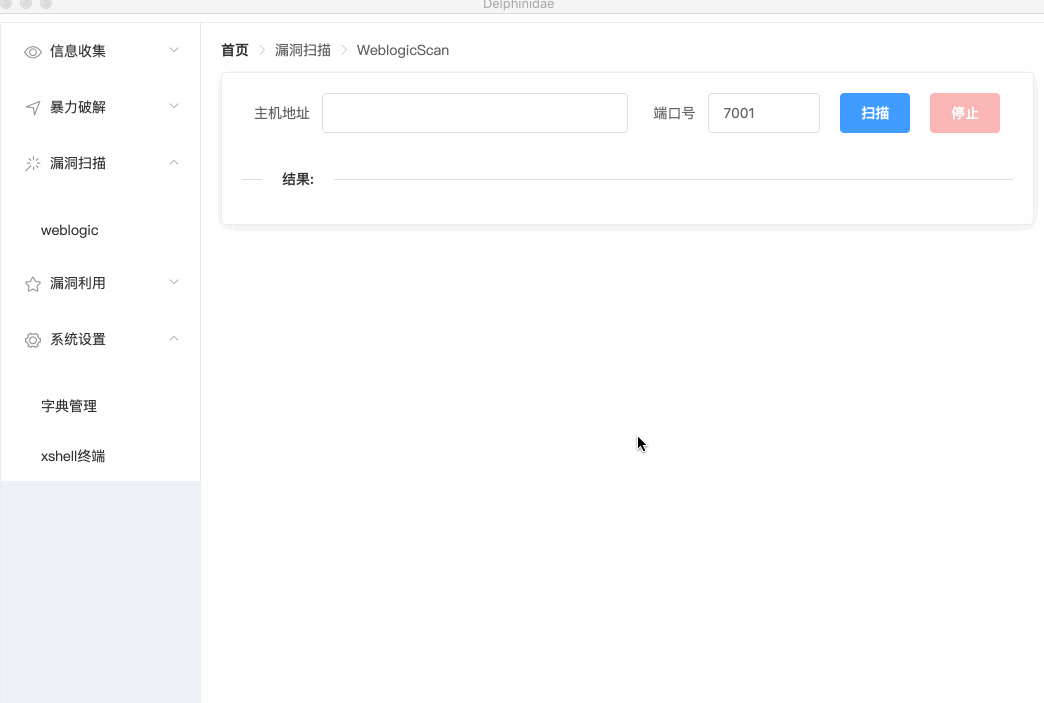 Delphinidae
信息收集
暴力破解
漏洞扫描
weblogic
漏洞利用
系统设置
字典管理
xshell终端
首页 漏洞扫描 WeblogicScan
主机地址 端口号 7001 扫描 停止
结果: